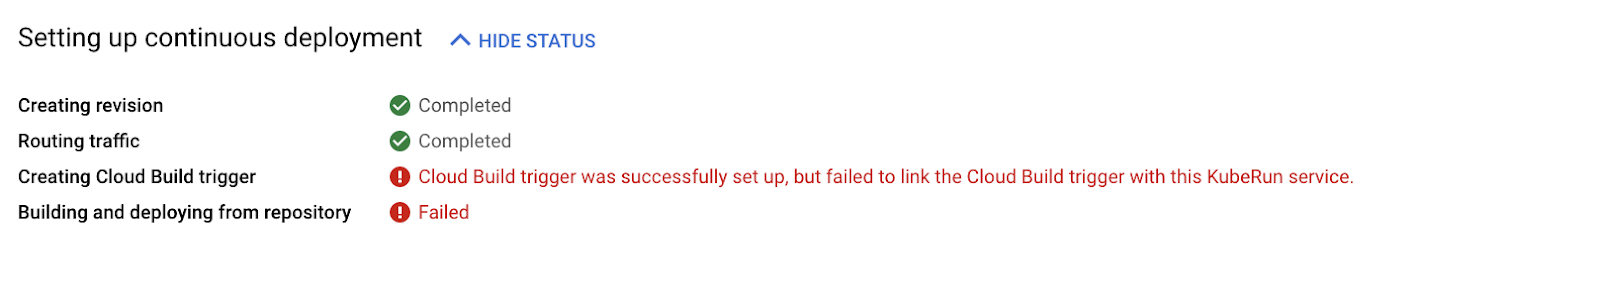 Setting up continuous deployment HIDE STATUS
Creating revision Completed
Routing traffic Completed
Creating Cloud Build trigger Cloud Build trigger was successfully set up, but failed to link the Cloud Build trigger with this KubeRun service.
Building and deploying from repository Failed